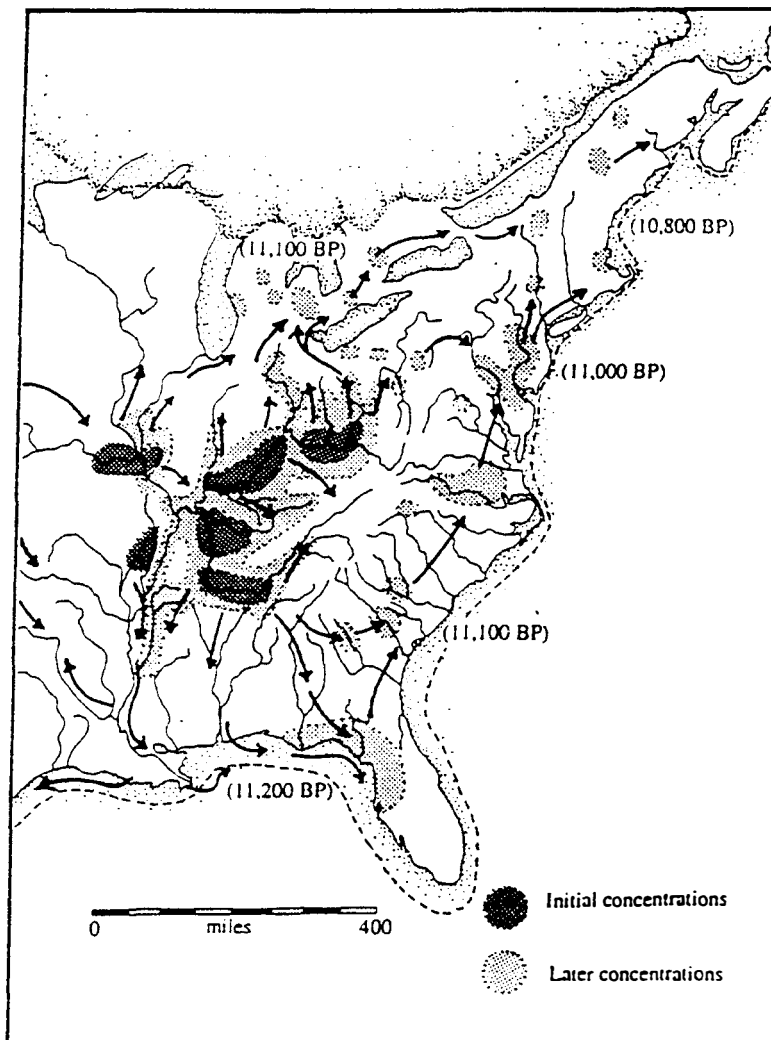 (11,100 BP)
(10,800 BP)
(11,000 BP)
(11,100 BP)
(11,200 BP)
0 miles 400
Initial concentrations
Later concentrations